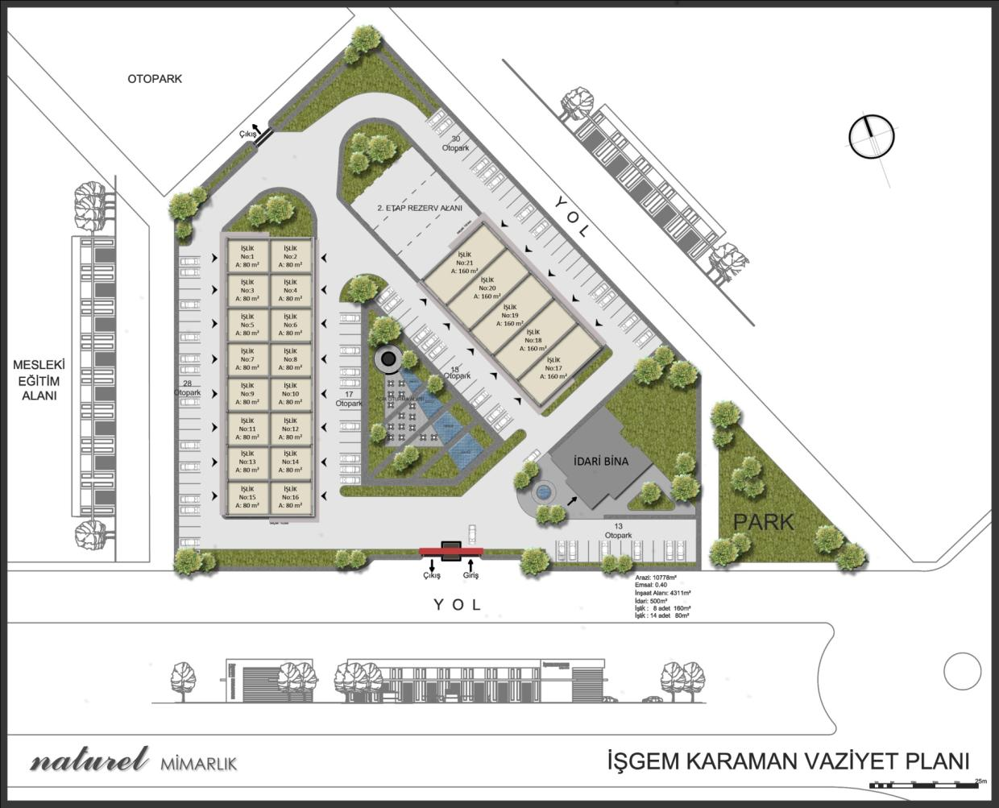 OTOPARK
Çıkış
30
Otopark
YOL
2. ETAP REZERV ALANI
İŞLİK
No:21
A: 160 m²
İŞLİK
No:20
A: 160 m²
İŞLİK
No:19
A: 160 m²
İŞLİK
No:18
A: 160 m²
İŞLİK
No:17
A: 160 m²
İŞLİK
No:1
A: 80 m²
İŞLİK
No:2
A: 80 m²
İŞLİK
No:3
A: 80 m²
İŞLİK
No:4
A: 80 m²
İŞLİK
No:5
A: 80 m²
İŞLİK
No:6
A: 80 m²
İŞLİK
No:7
A: 80 m²
İŞLİK
No:8
A: 80 m²
İŞLİK
No:9
A: 80 m²
İŞLİK
No:10
A: 80 m²
İŞLİK
No:11
A: 80 m²
İŞLİK
No:12
A: 80 m²
İŞLİK
No:13
A: 80 m²
İŞLİK
No:14
A: 80 m²
İŞLİK
No:15
A: 80 m²
İŞLİK
No:16
A: 80 m²
MESLEKİ
EĞİTİM
ALANI
28
Otopark
17
Otopark
Otopark
AÇIK OTURMA ALANI
İDARİ BİNA
PARK
13
Otopark
Çıkış
Giriş
YOL
Arazi: 10778m²
Emsal: 0.40
İnşaat Alanı: 4311m²
İdari: 500m²
İşlik : 8 adet 160m²
İşlik : 14 adet 80m²
naturel MİMARLIK
İŞGEM KARAMAN VAZİYET PLANI
25m